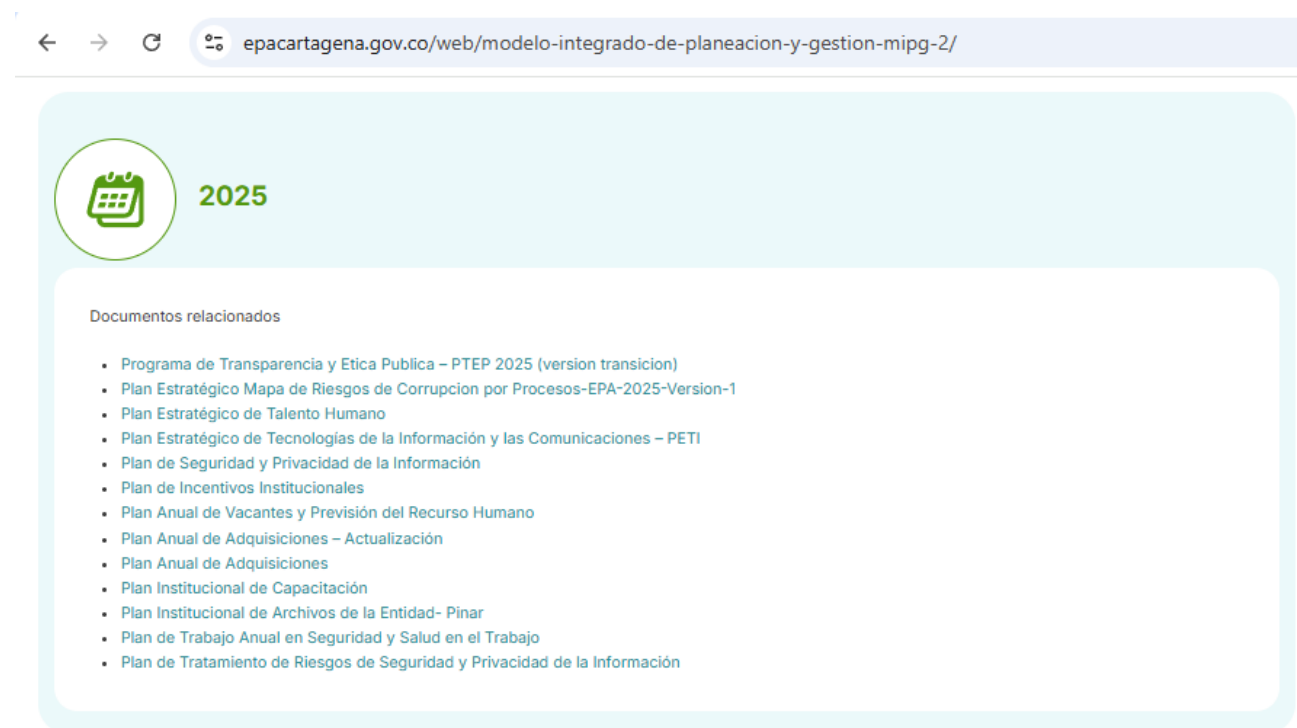 epacartagena.gov.co/web/modelo-integrado-de-planeacion-y-gestion-mipg-2/
2025
Documentos relacionados
• Programa de Transparencia y Etica Publica – PTEP 2025 (version transicion)
• Plan Estratégico Mapa de Riesgos de Corrupcion por Procesos-EPA-2025-Version-1
• Plan Estratégico de Talento Humano
• Plan Estratégico de Tecnologías de la Información y las Comunicaciones – PETI
• Plan de Seguridad y Privacidad de la Información
• Plan de Incentivos Institucionales
• Plan Anual de Vacantes y Previsión del Recurso Humano
• Plan Anual de Adquisiciones – Actualización
• Plan Anual de Adquisiciones
• Plan Institucional de Capacitación
• Plan Institucional de Archivos de la Entidad- Pinar
• Plan de Trabajo Anual en Seguridad y Salud en el Trabajo
• Plan de Tratamiento de Riesgos de Seguridad y Privacidad de la Información